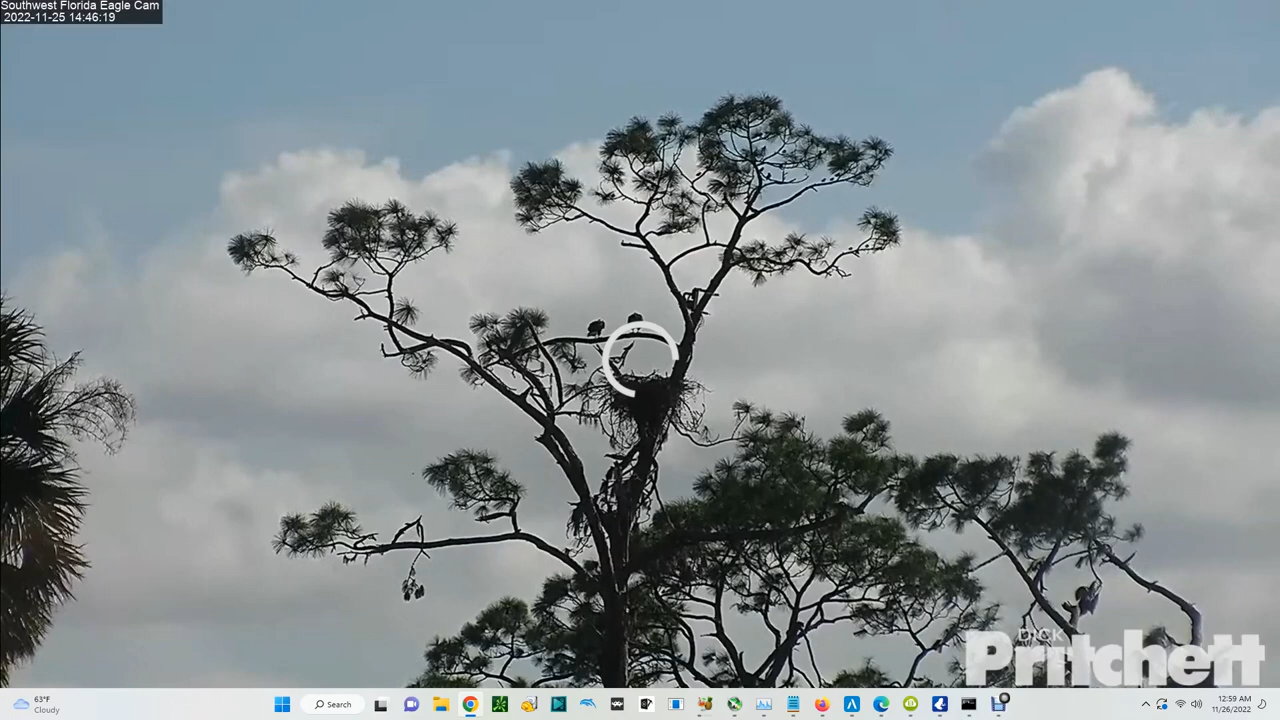 Southwest Florida Eagle Cam
2022-11-25 14:46:19
DICK
Pritchett
63°F
Cloudy
Search
12:59 AM
11/26/2022